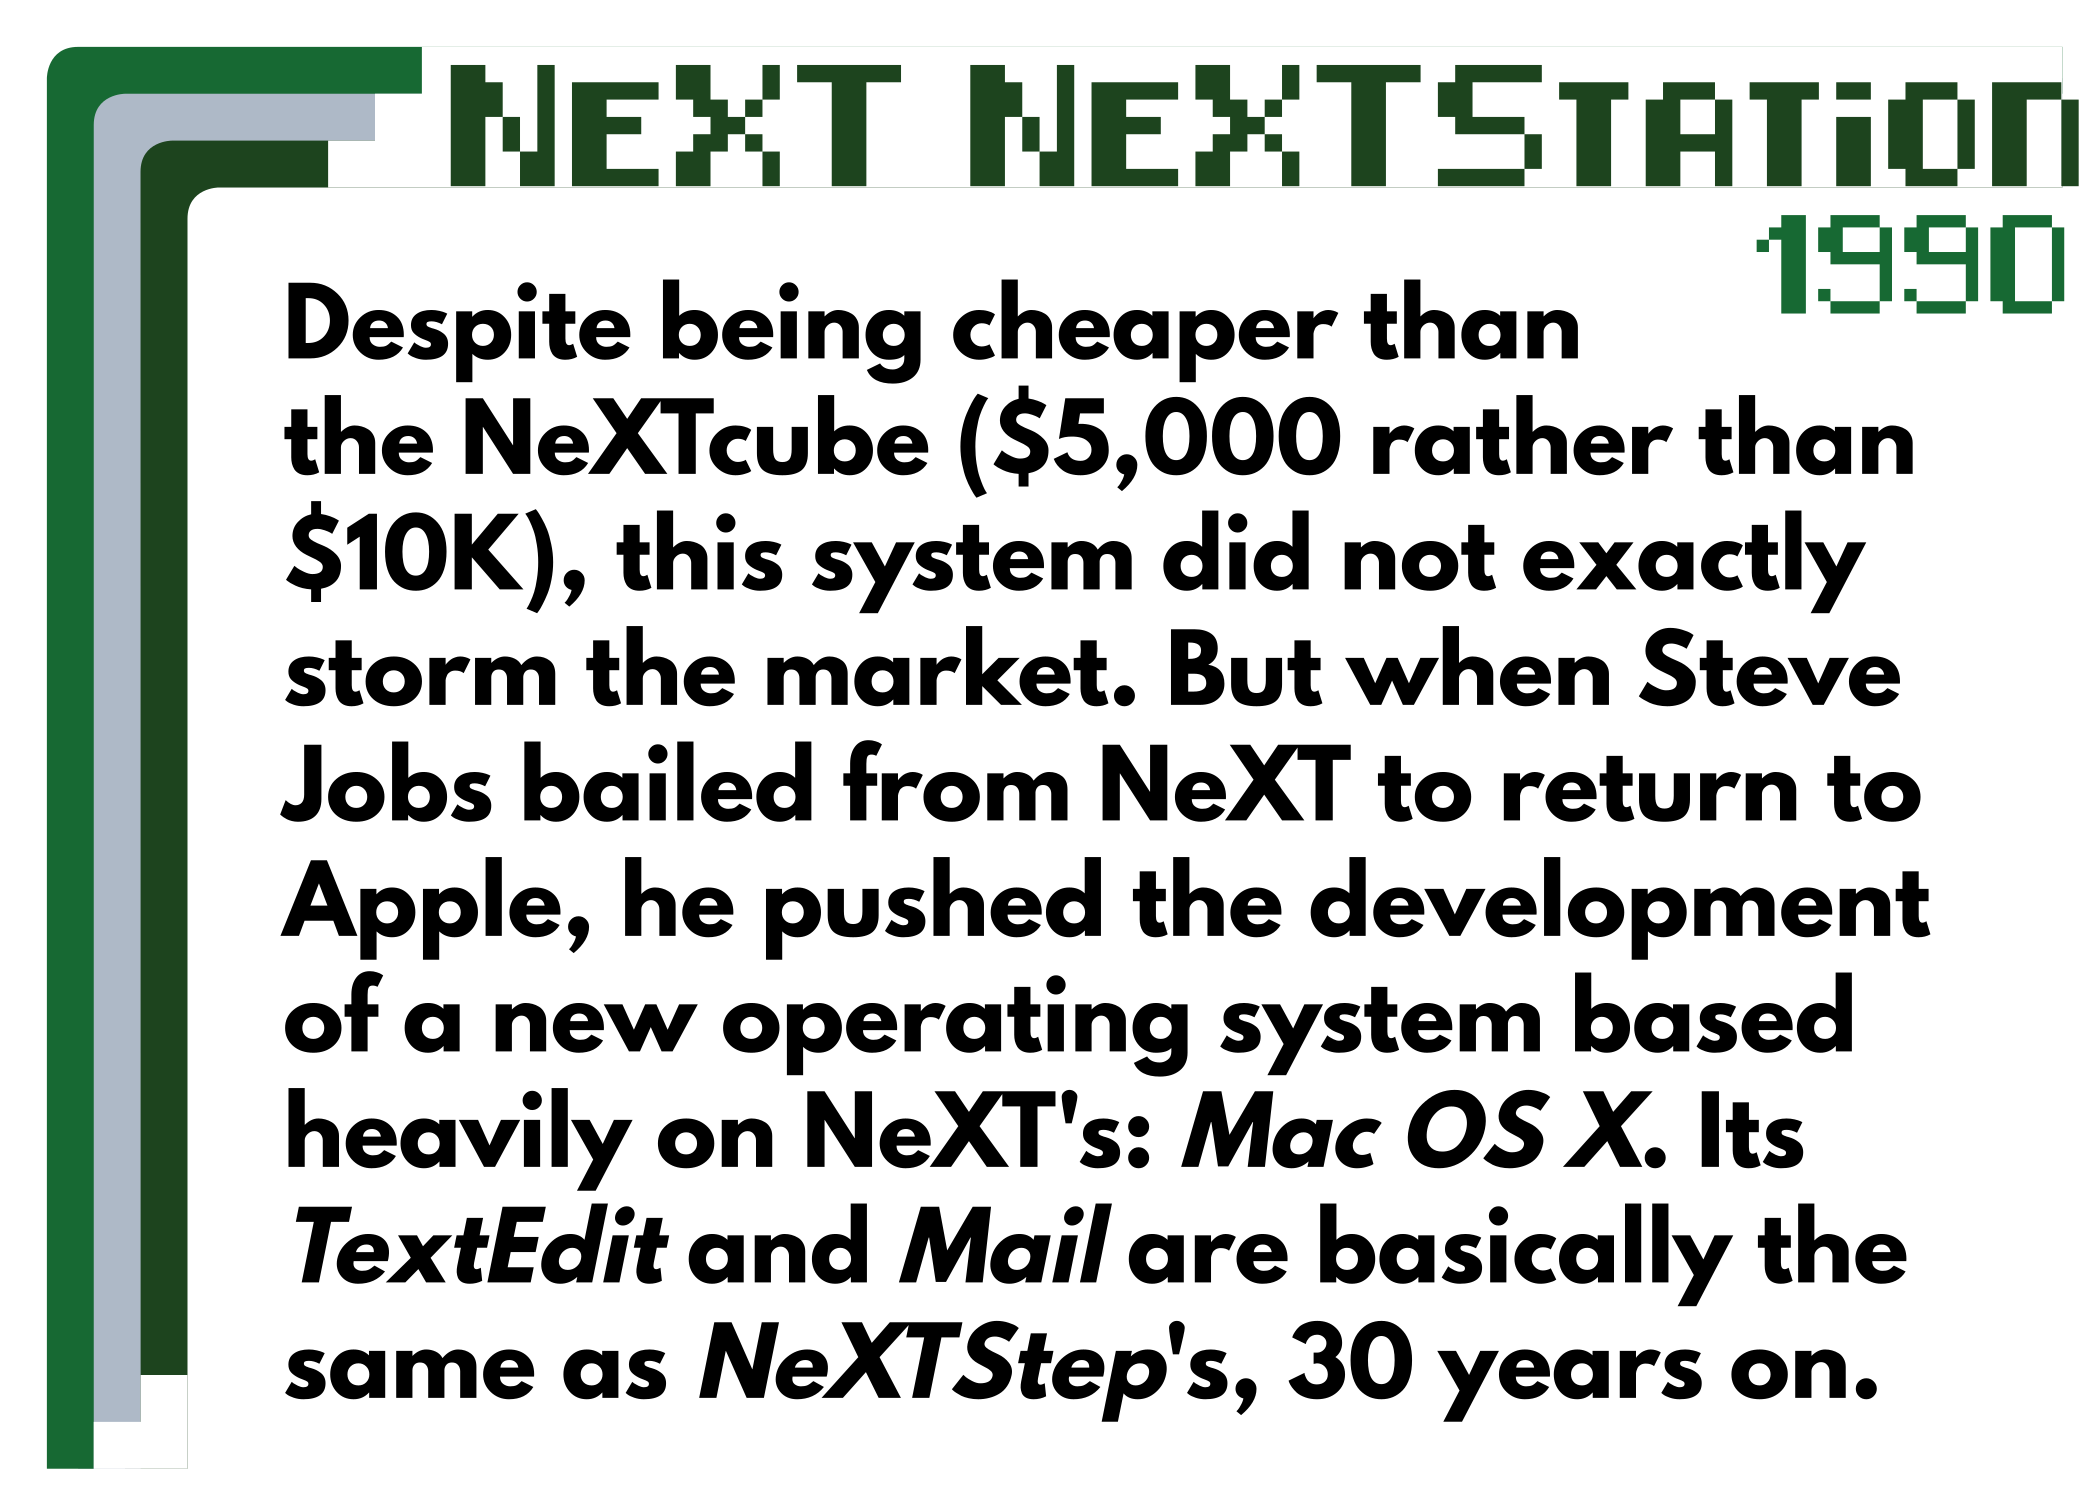 NeXT NeXTStation
1990
Despite being cheaper than
the NeXTcube ($5,000 rather than
$10K), this system did not exactly
storm the market. But when Steve
Jobs bailed from NeXT to return to
Apple, he pushed the development
of a new operating system based
heavily on NeXT's: Mac OS X. Its
TextEdit and Mail are basically the
same as NeXTStep's, 30 years on.